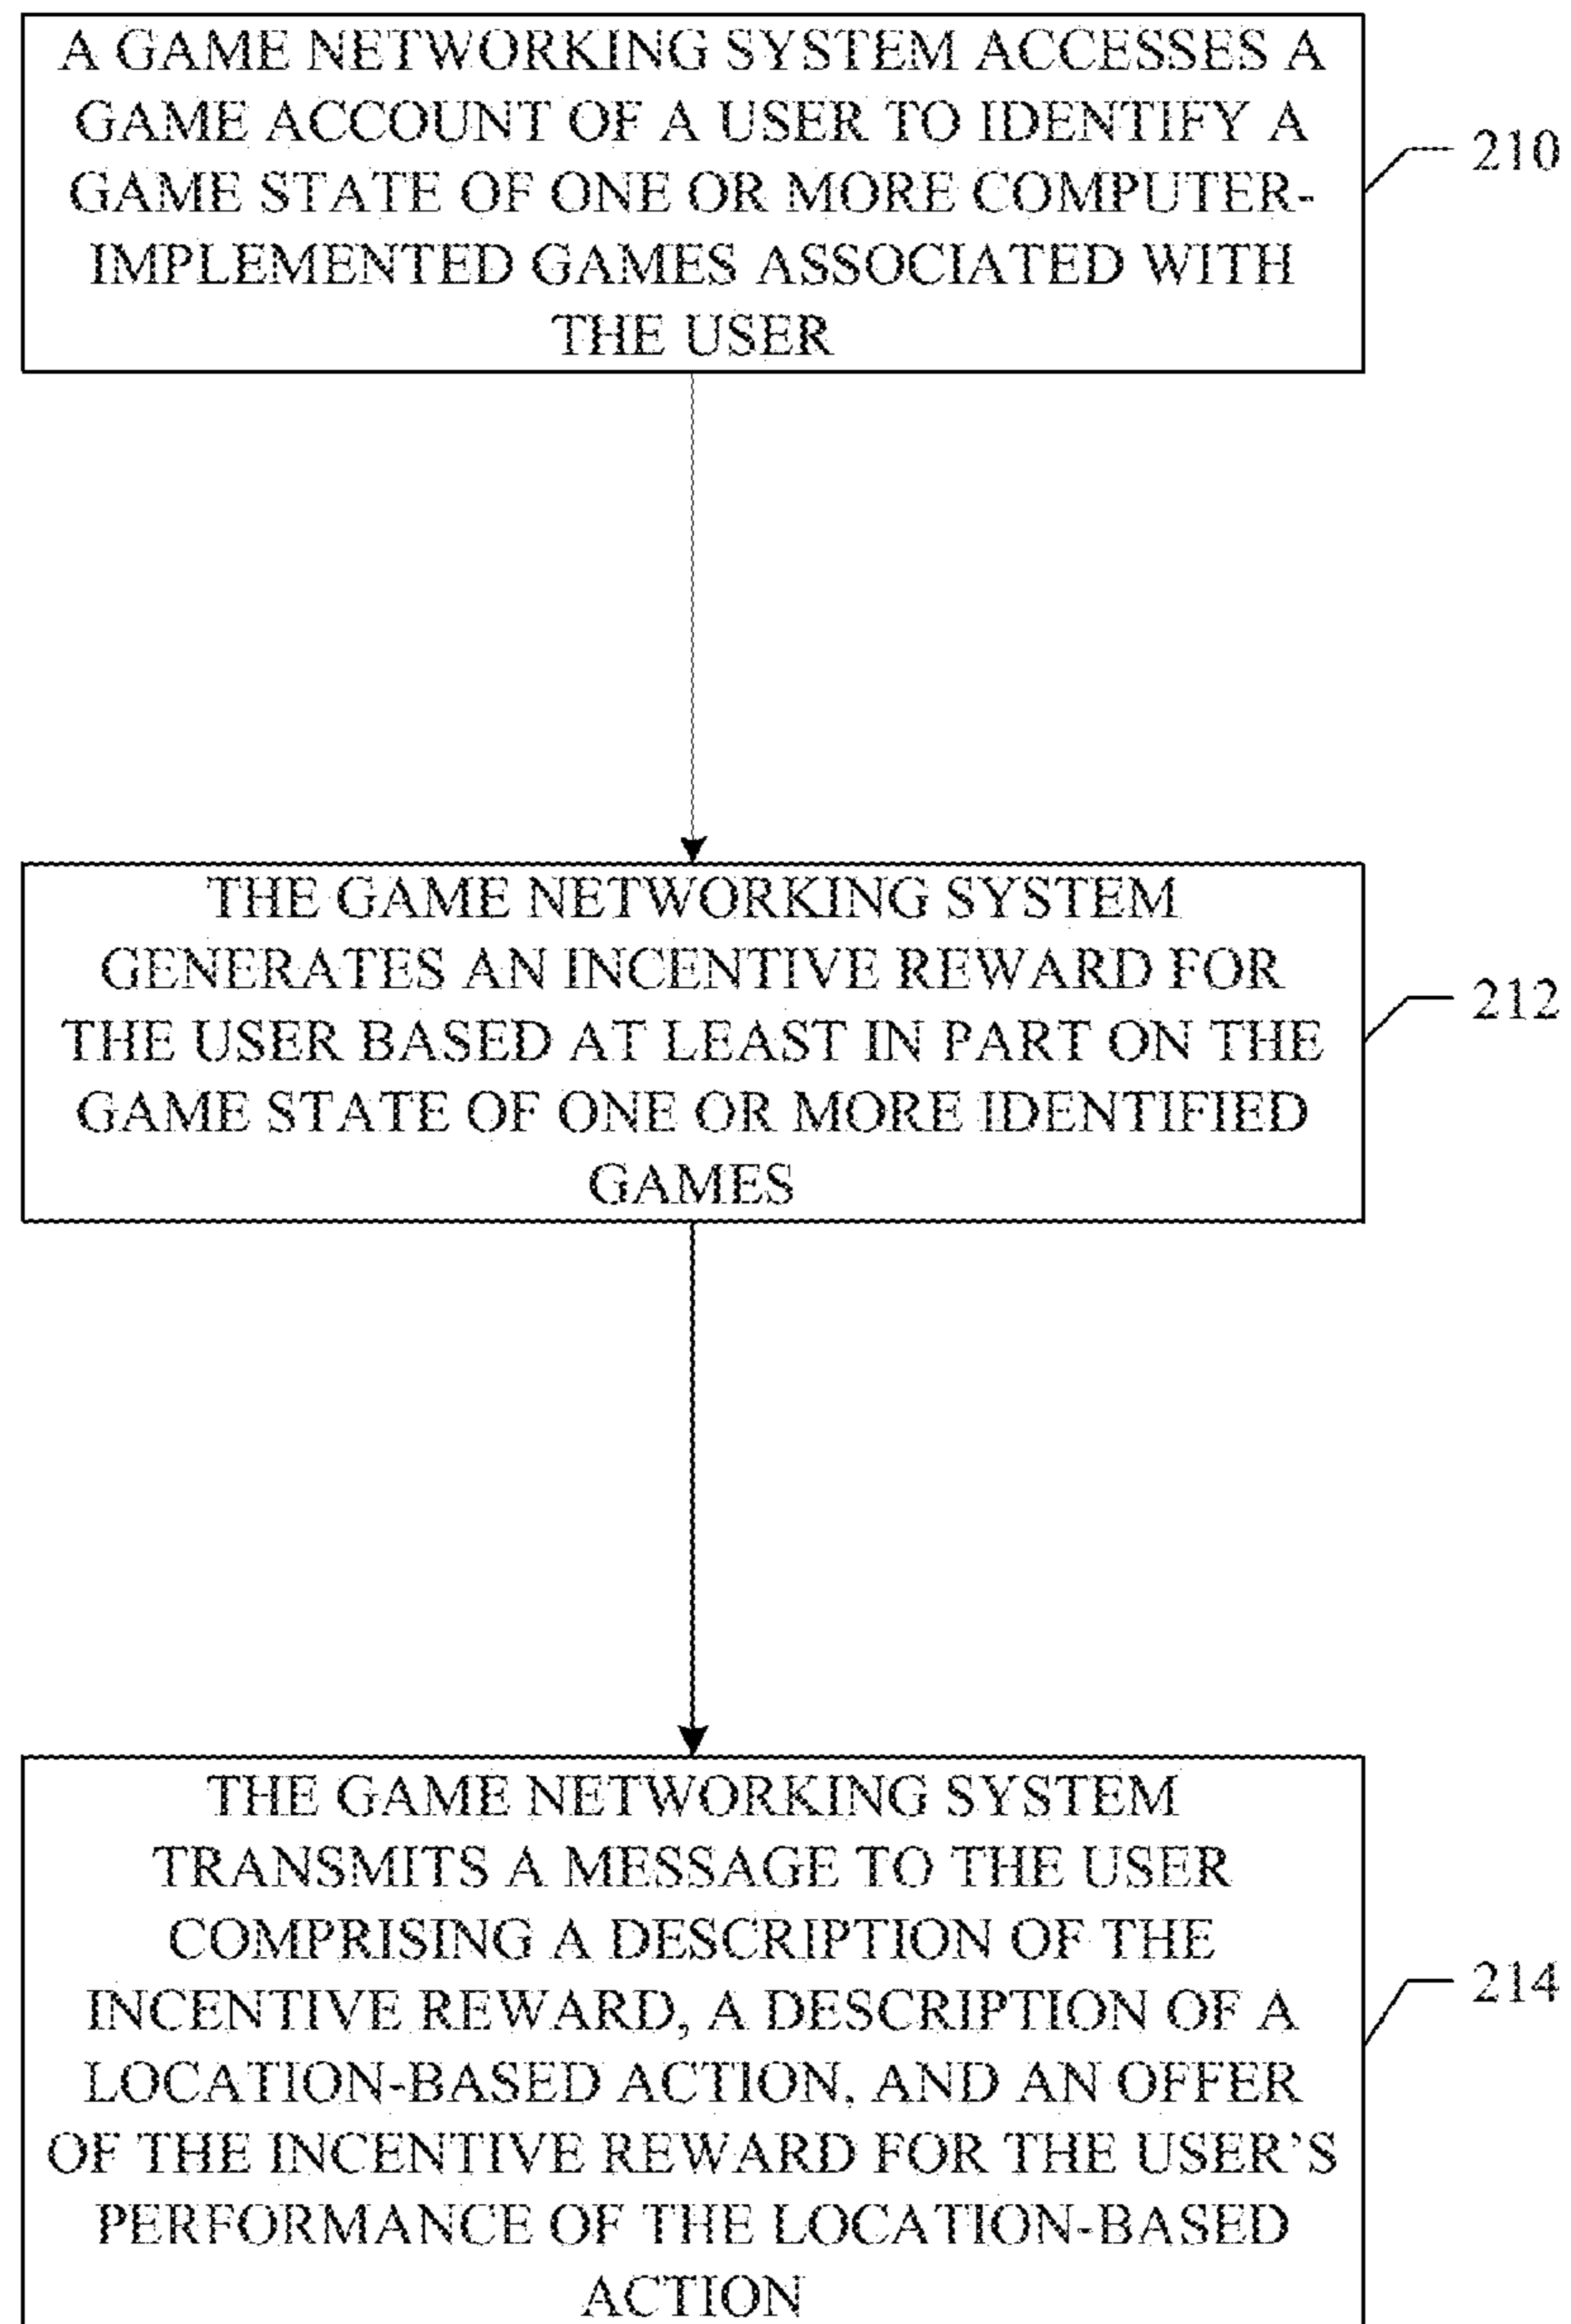 A GAME NETWORKING SYSTEM ACCESSES A
GAME ACCOUNT OF A USER TO IDENTIFY A
GAME STATE OF ONE OR MORE COMPUTER-
IMPLEMENTED GAMES ASSOCIATED WITH
THE USER
210
THE GAME NETWORKING SYSTEM
GENERATES AN INCENTIVE REWARD FOR
THE USER BASED AT LEAST IN PART ON THE
GAME STATE OF ONE OR MORE IDENTIFIED
GAMES
212
THE GAME NETWORKING SYSTEM
TRANSMITS A MESSAGE TO THE USER
COMPRISING A DESCRIPTION OF THE
INCENTIVE REWARD, A DESCRIPTION OF A
LOCATION-BASED ACTION, AND AN OFFER
OF THE INCENTIVE REWARD FOR THE USER’S
PERFORMANCE OF THE LOCATION-BASED
ACTION
214